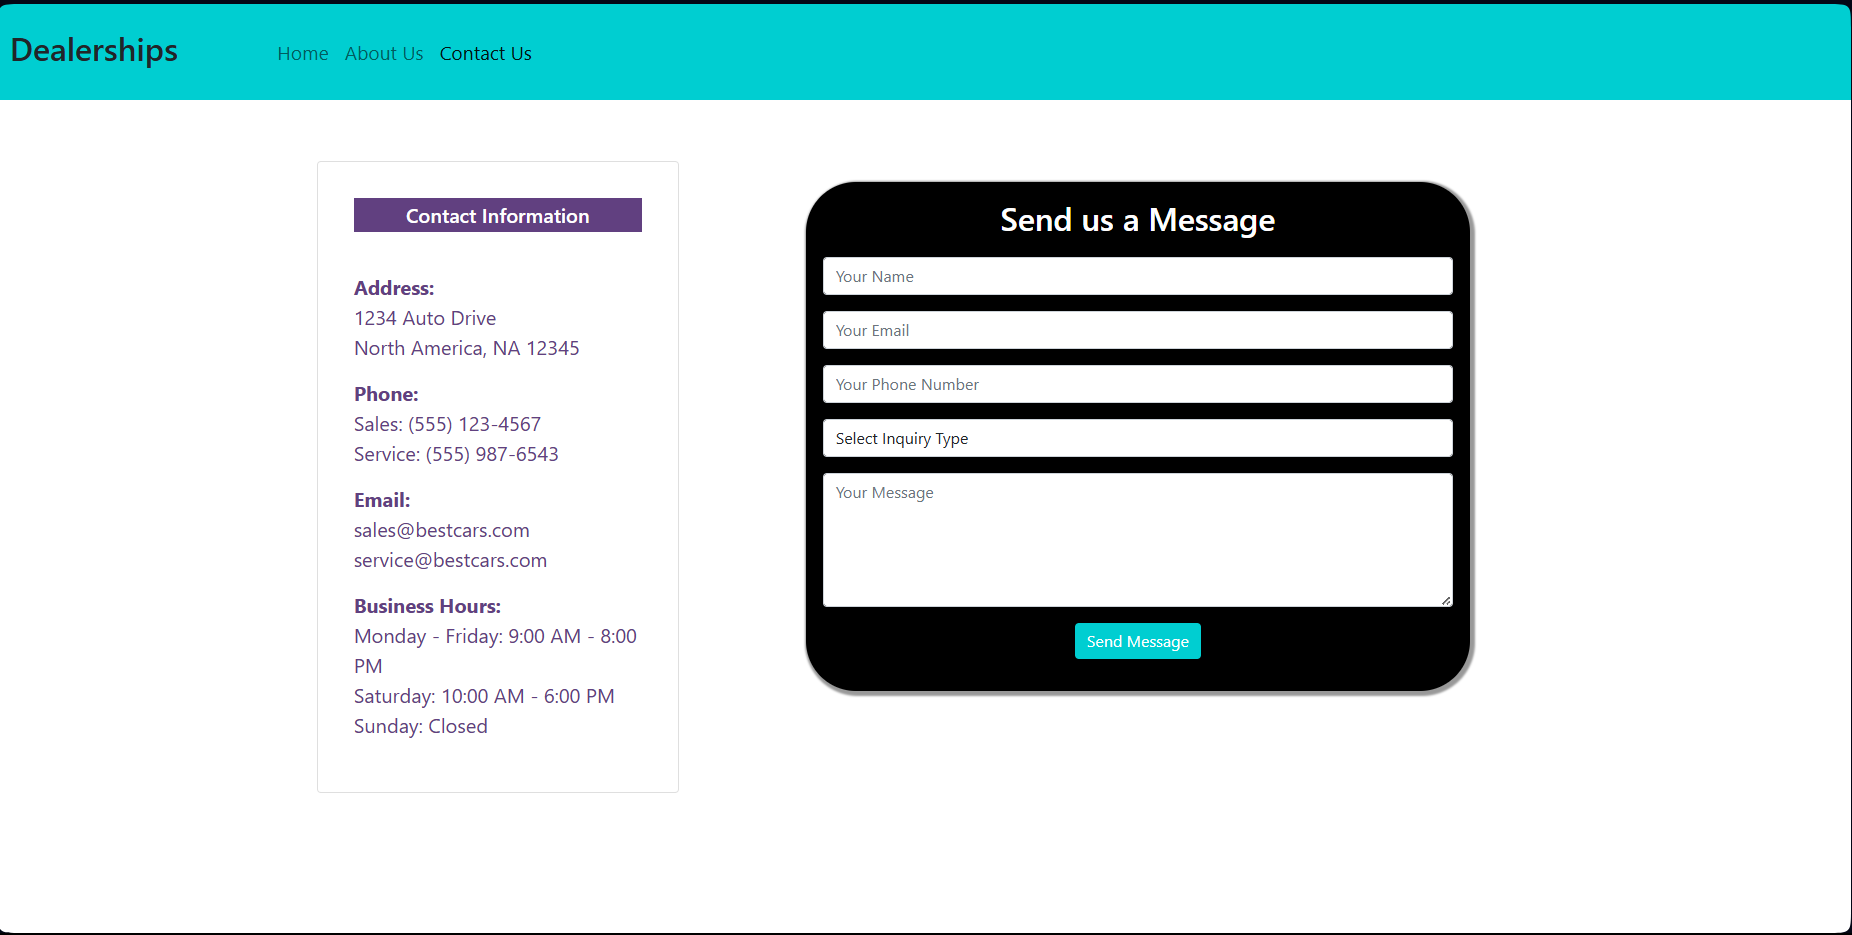 Dealerships
Home About Us Contact Us
Contact Information
Address:
1234 Auto Drive
North America, NA 12345
Phone:
Sales: (555) 123-4567
Service: (555) 987-6543
Email:
sales@bestcars.com
service@bestcars.com
Business Hours:
Monday - Friday: 9:00 AM - 8:00
PM
Saturday: 10:00 AM - 6:00 PM
Sunday: Closed
Send us a Message
Your Name
Your Email
Your Phone Number
Select Inquiry Type
Your Message
Send Message